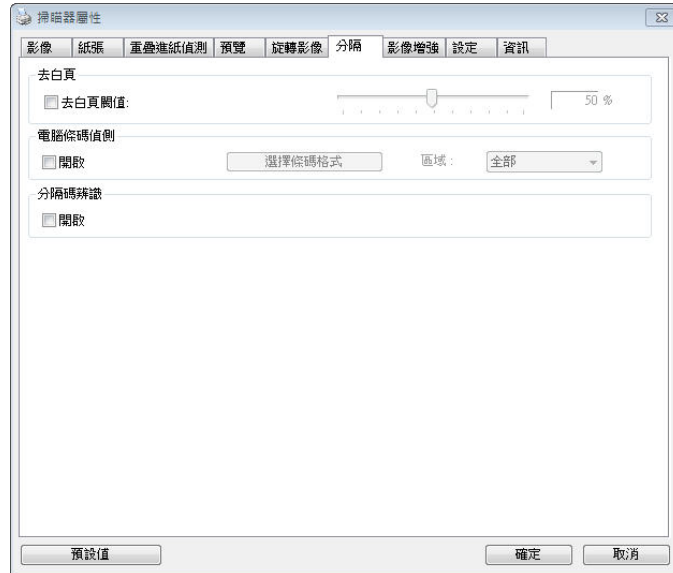 掃瞄器屬性
影像 紙張 重疊進紙偵測 預覽 旋轉影像 分隔 影像增強 設定 資訊
去白頁
去白頁閾值: 50 %
電腦條碼偵側
開啟 選擇條碼格式 區域 : 全部
分隔碼辨識
開啟
預設值 確定 取消